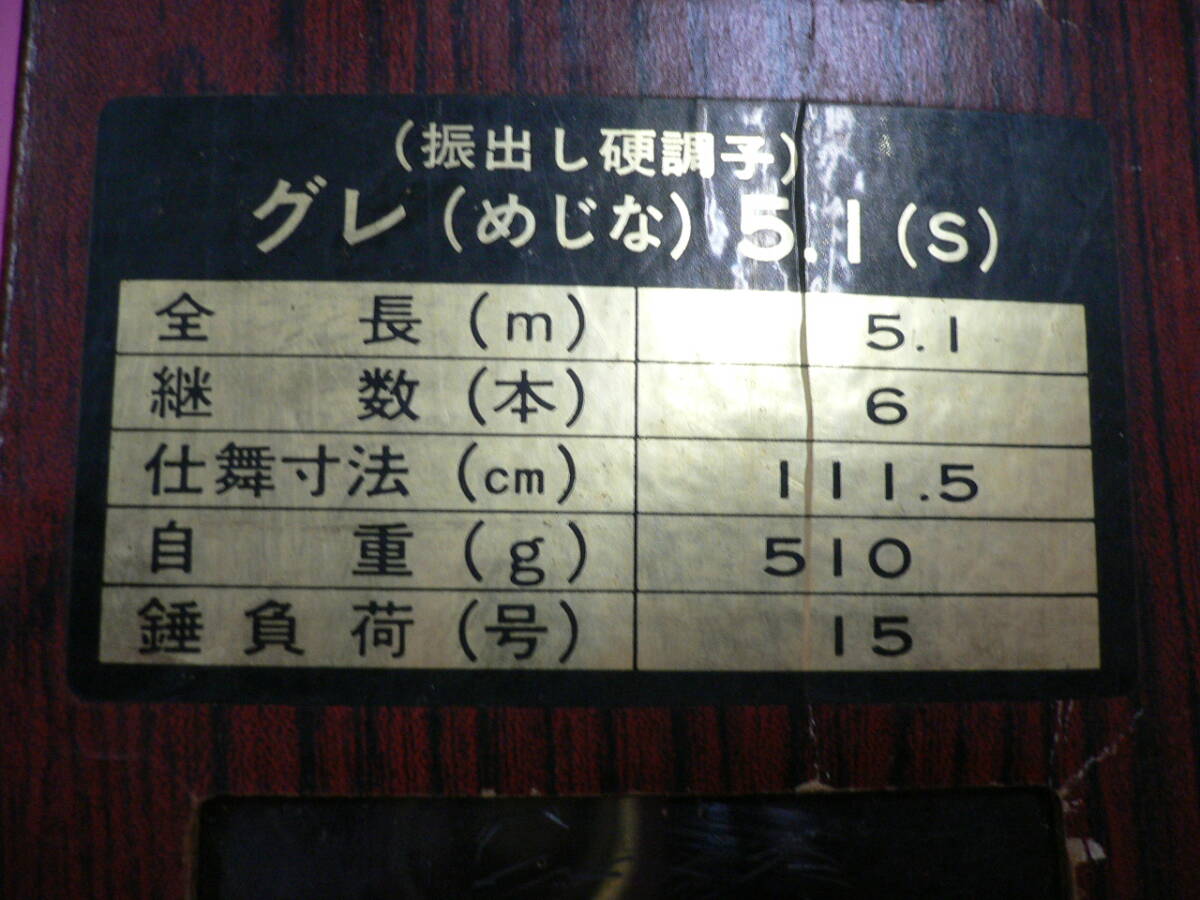 (振出し硬調子)
グレ(めじな) 5.1(S)
全長(m) 5.1
継数(本) 6
仕舞寸法(cm) 111.5
自重(g) 510
錘負荷(号) 15